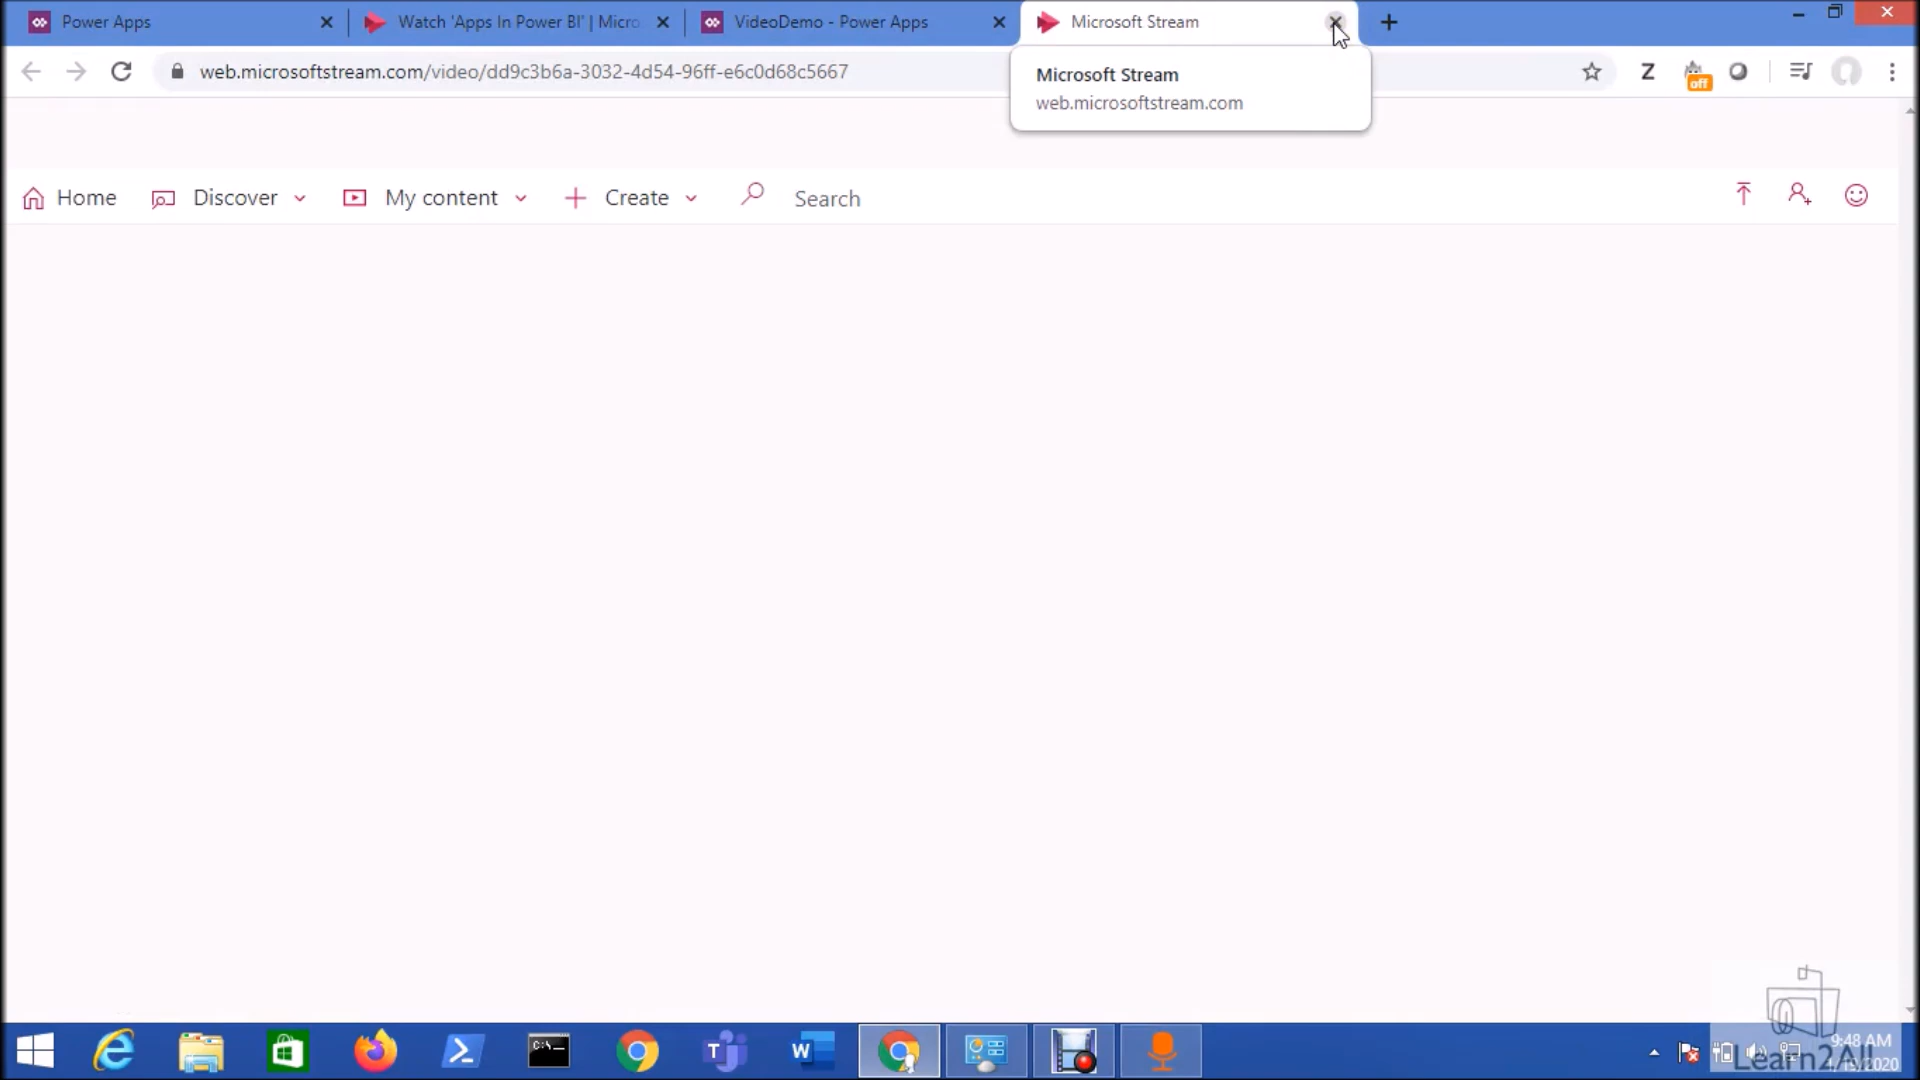 Power Apps
Watch 'Apps In Power BI' | Micro
VideoDemo - Power Apps
Microsoft Stream
web.microsoftstream.com/video/dd9c3b6a-3032-4d54-96ff-e6c0d68c5667
Z
off
Microsoft Stream
web.microsoftstream.com
Home
Discover
My content
Create
Search
9:48 AM
Learn2All